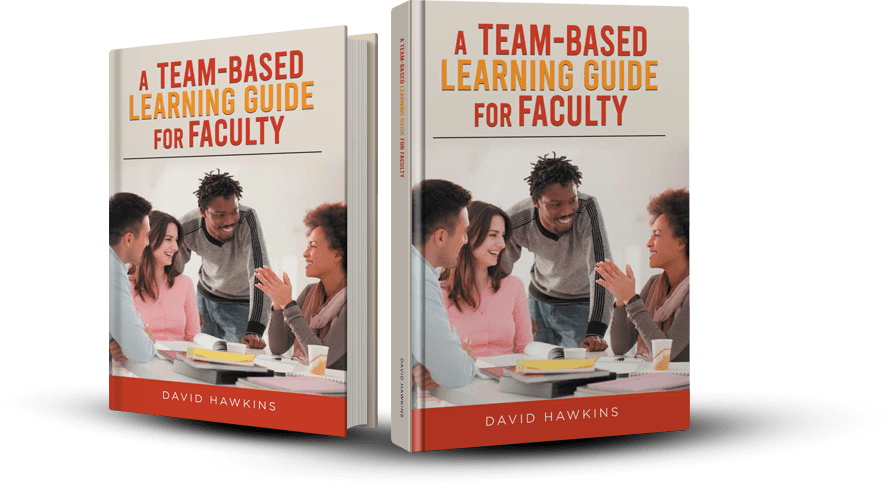 A TEAM-BASED
LEARNING GUIDE
FOR FACULTY
DAVID HAWKINS
A TEAM-BASED LEARNING GUIDE FOR FACULTY
DAVID HAWKINS
A TEAM-BASED
LEARNING GUIDE
FOR FACULTY
DAVID HAWKINS